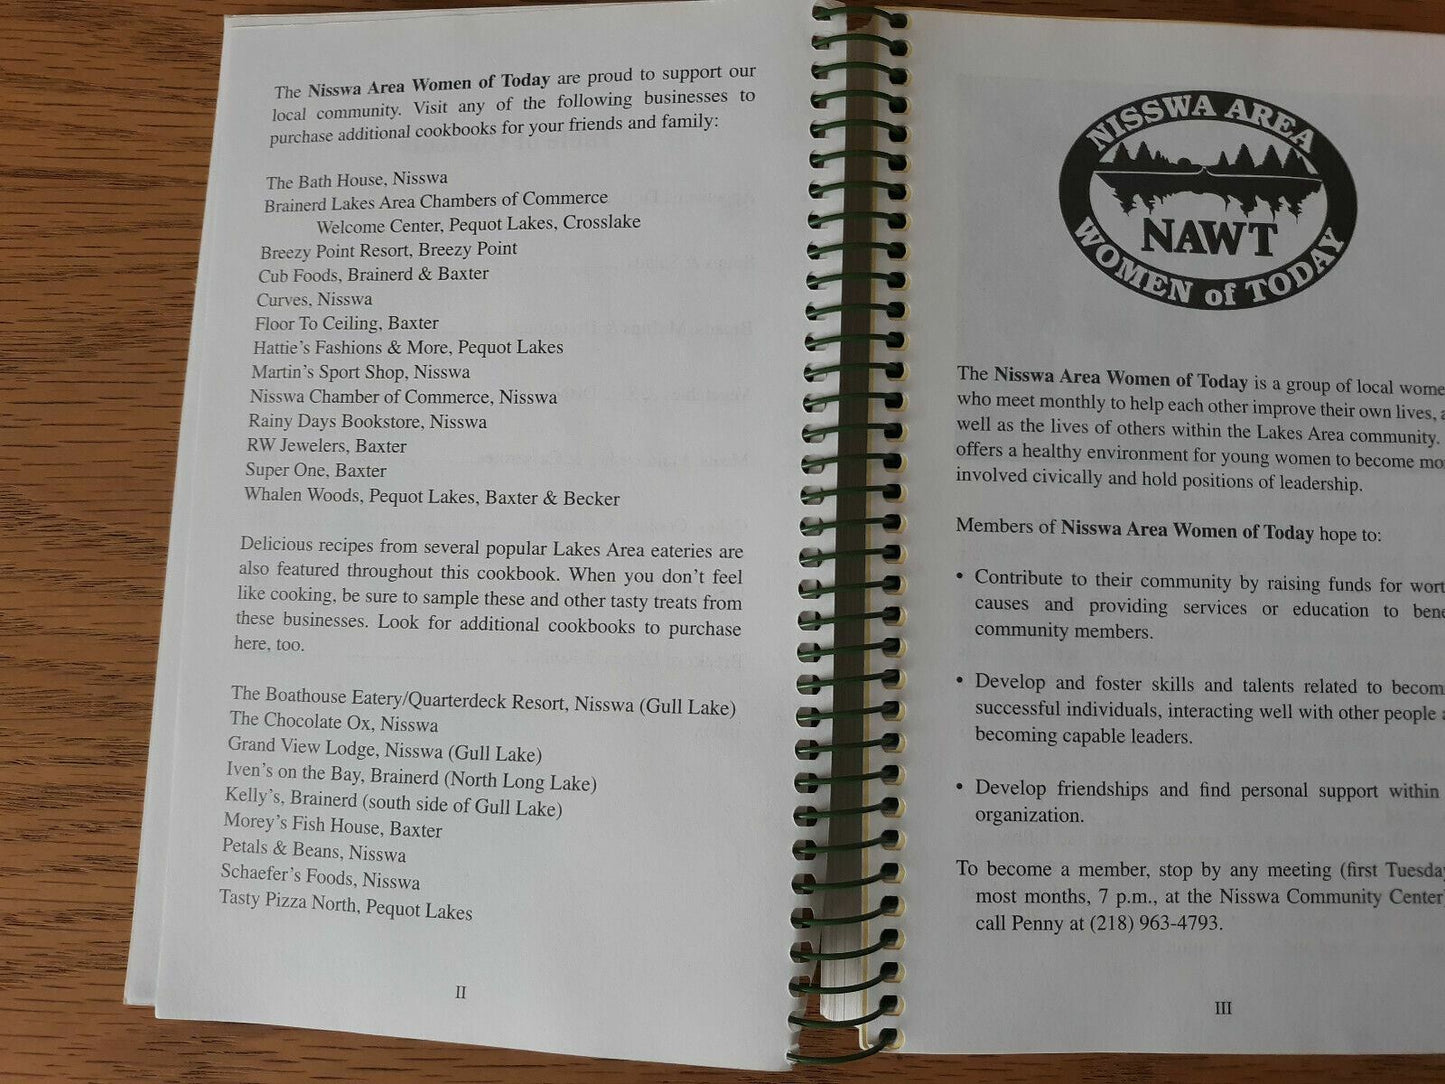 The Nisswa Area Women of Today are proud to support our
local community. Visit any of the following businesses to
purchase additional cookbooks for your friends and family:
The Bath House, Nisswa
Brainerd Lakes Area Chambers of Commerce
Welcome Center, Pequot Lakes, Crosslake
Breezy Point Resort, Breezy Point
Cub Foods, Brainerd & Baxter
Curves, Nisswa
Floor To Ceiling, Baxter
Hattie's Fashions & More, Pequot Lakes
Martin's Sport Shop, Nisswa
Nisswa Chamber of Commerce, Nisswa
Rainy Days Bookstore, Nisswa
RW Jewelers, Baxter
Super One, Baxter
Whalen Woods, Pequot Lakes, Baxter & Becker
Delicious recipes from several popular Lakes Area eateries are
also featured throughout this cookbook. When you don't feel
like cooking, be sure to sample these and other tasty treats from
these businesses. Look for additional cookbooks to purchase
here, too.
The Boathouse Eatery/Quarterdeck Resort, Nisswa (Gull Lake)
The Chocolate Ox, Nisswa
Grand View Lodge, Nisswa (Gull Lake)
Iven's on the Bay, Brainerd (North Long Lake)
Kelly's, Brainerd (south side of Gull Lake)
Morey's Fish House, Baxter
Petals & Beans, Nisswa
Schaefer's Foods, Nisswa
Tasty Pizza North, Pequot Lakes
II
NISSWA AREA
NAWT
WOMEN of TODAY
The Nisswa Area Women of Today is a group of local wome
who meet monthly to help each other improve their own lives, a
well as the lives of others within the Lakes Area community.
offers a healthy environment for young women to become mo
involved civically and hold positions of leadership.
Members of Nisswa Area Women of Today hope to:
• Contribute to their community by raising funds for wort
causes and providing services or education to bene
community members.
• Develop and foster skills and talents related to becom
successful individuals, interacting well with other people a
becoming capable leaders.
• Develop friendships and find personal support within
organization.
To become a member, stop by any meeting (first Tuesday
most months, 7 p.m., at the Nisswa Community Center)
call Penny at (218) 963-4793.
III